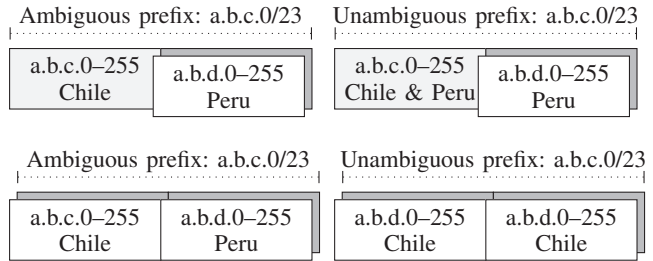 Ambiguous prefix: a.b.c.0/23
Unambiguous prefix: a.b.c.0/23
a.b.c.0–255
Chile
a.b.d.0–255
Peru
a.b.c.0–255
Chile & Peru
a.b.d.0–255
Peru
Ambiguous prefix: a.b.c.0/23
Unambiguous prefix: a.b.c.0/23
a.b.c.0–255
Chile
a.b.d.0–255
Peru
a.b.c.0–255
Chile
a.b.d.0–255
Chile